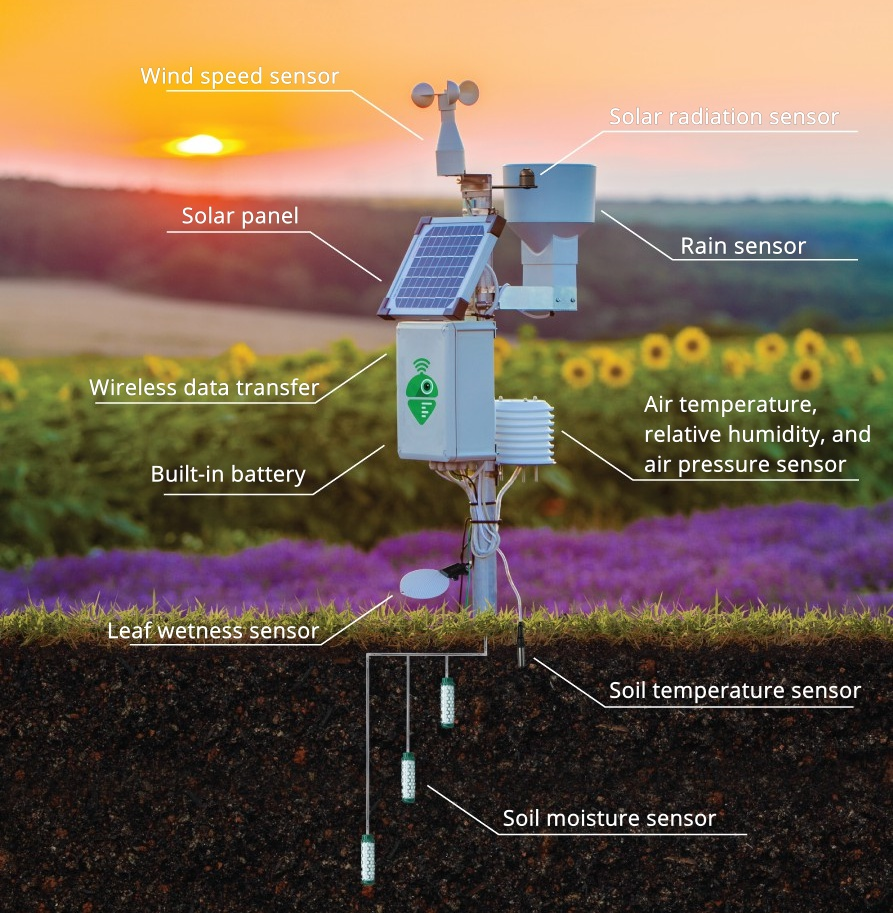 Wind speed sensor
Solar radiation sensor
Solar panel
Rain sensor
Wireless data transfer
Air temperature,
relative humidity, and
air pressure sensor
Built-in battery
Leaf wetness sensor
Soil temperature sensor
Soil moisture sensor